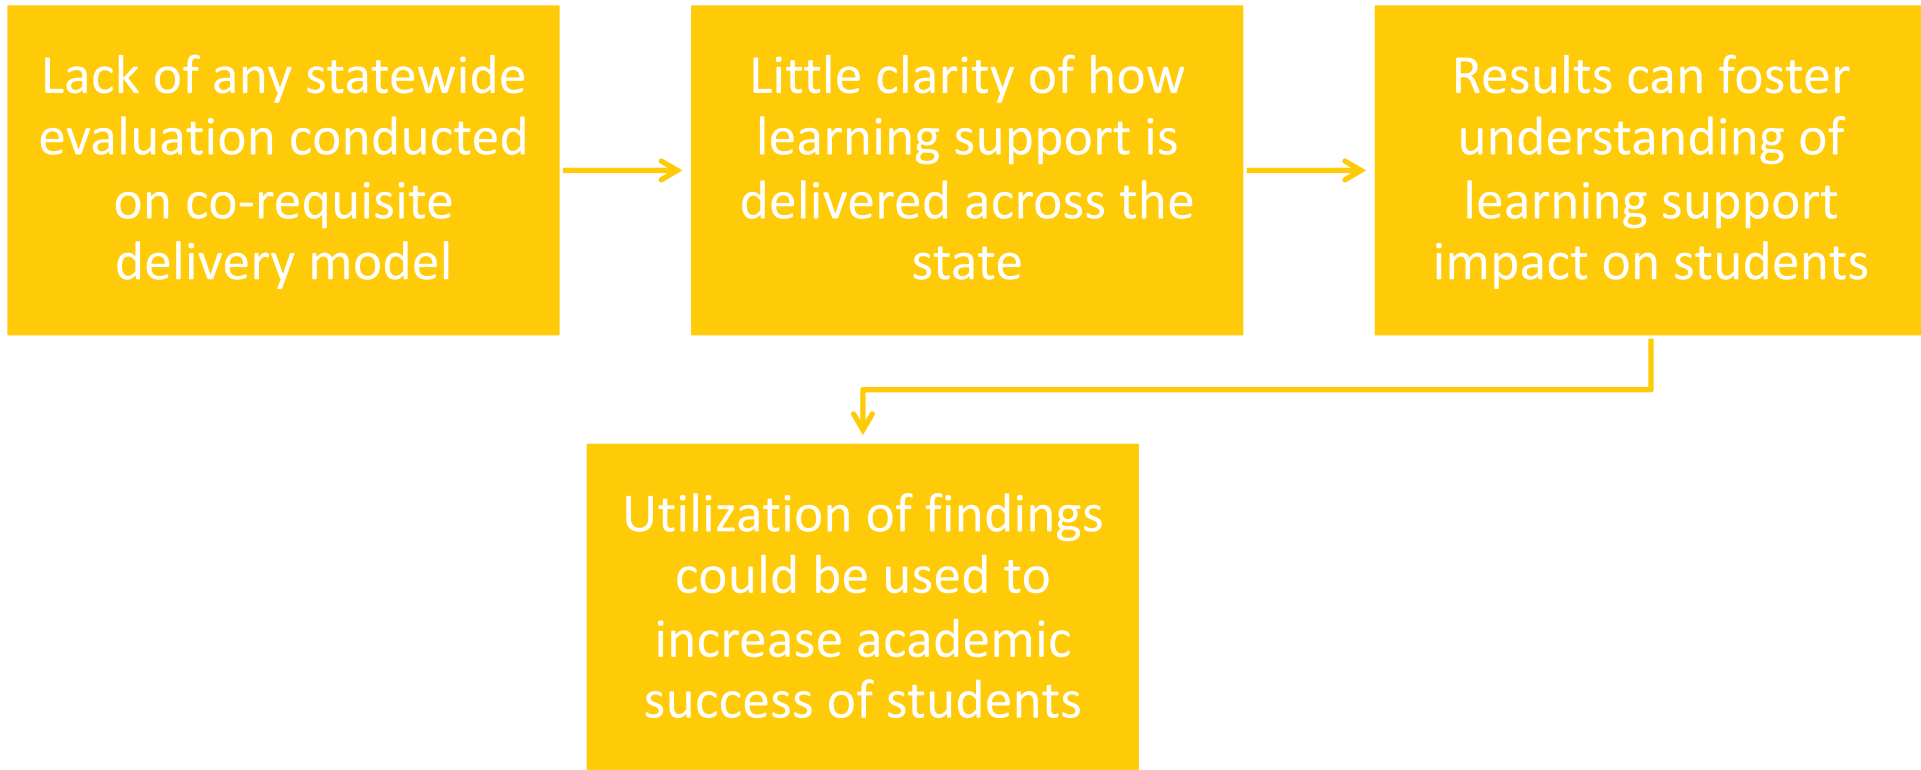 Lack of any statewide
evaluation conducted
on co-requisite
delivery model
Little clarity of how
learning support is
delivered across the
state
Results can foster
understanding of
learning support
impact on students
Utilization of findings
could be used to
increase academic
success of students